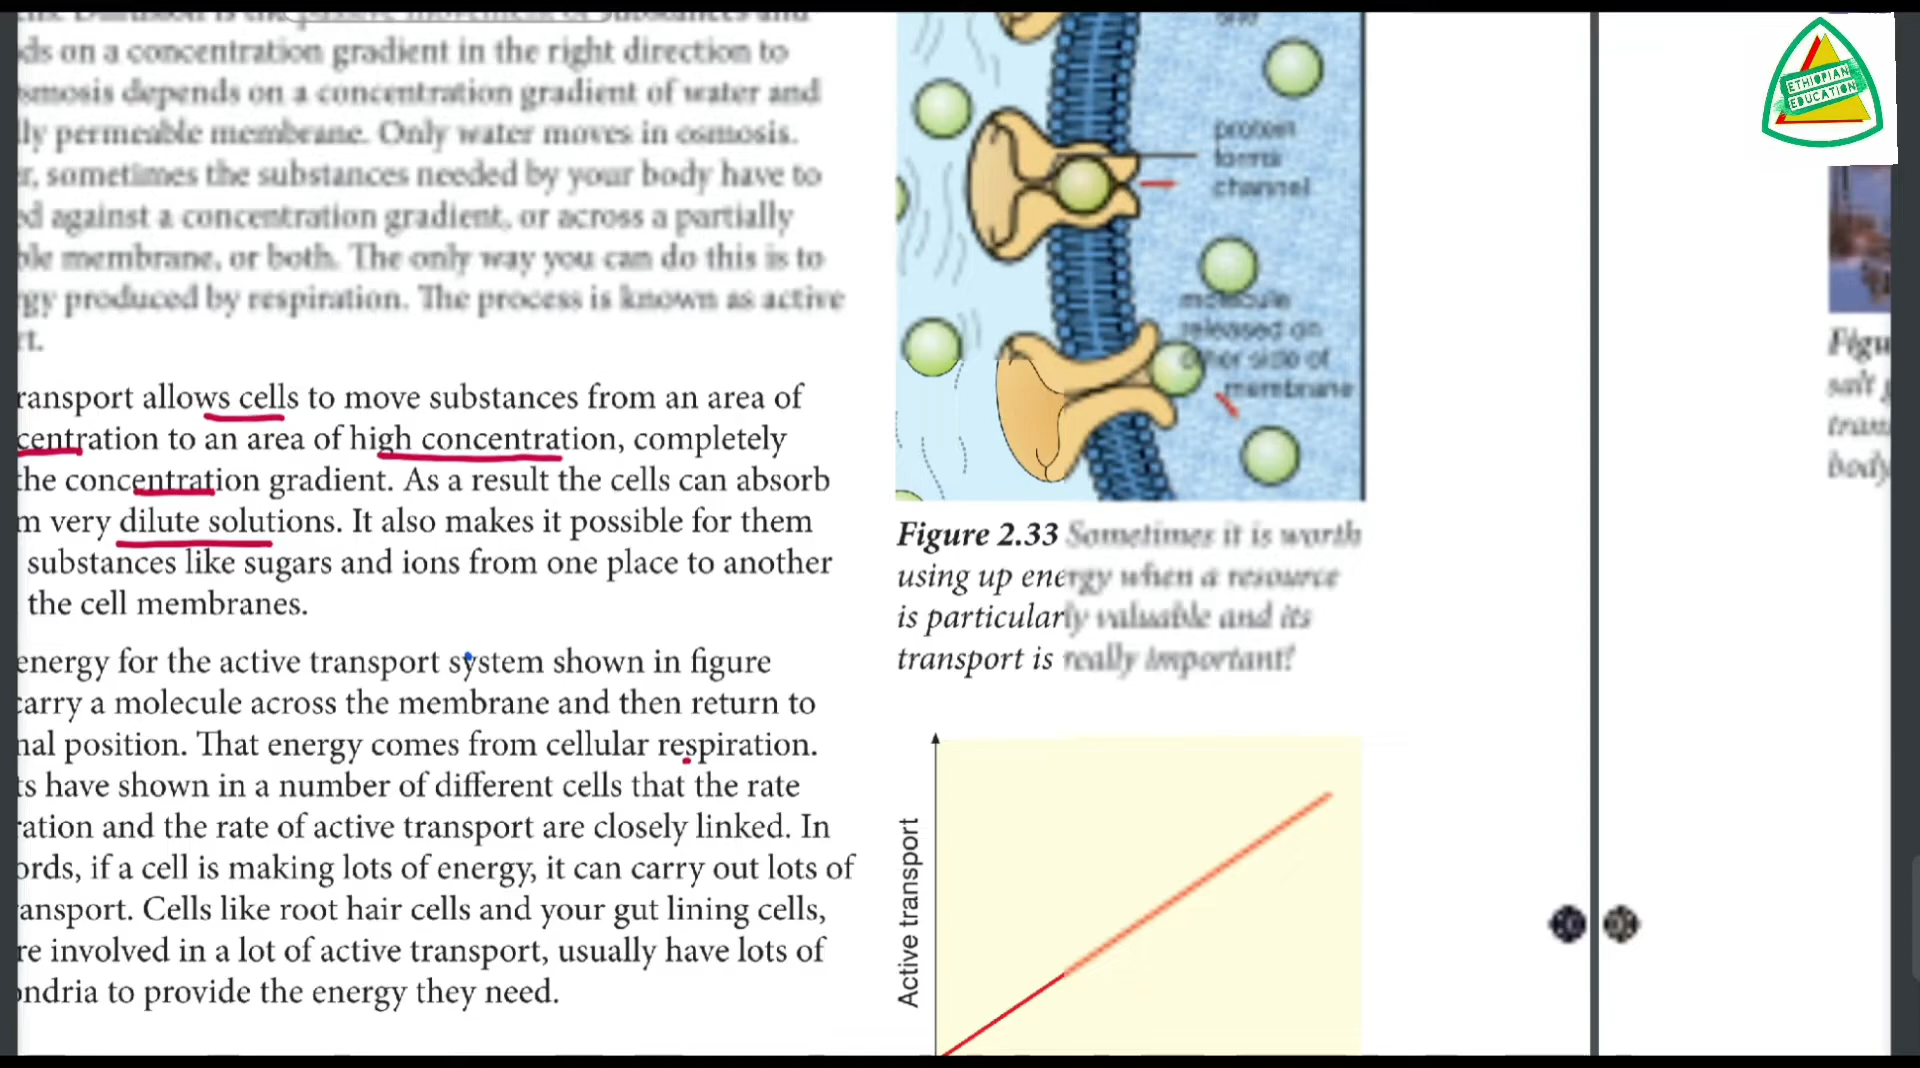 ds on a concentration gradient in the right direction to
smosis depends on a concentration gradient of water and
lly permeable membrane. Only water moves in osmosis.
r, sometimes the substances needed by your body have to
ed against a concentration gradient, or across a partially
ble membrane, or both. The only way you can do this is to
rgy produced by respiration. The process is known as active
rt.
ransport allows cells to move substances from an area of
centration to an area of high concentration, completely
the concentration gradient. As a result the cells can absorb
m very dilute solutions. It also makes it possible for them
substances like sugars and ions from one place to another
the cell membranes.
energy for the active transport system shown in figure
carry a molecule across the membrane and then return to
nal position. That energy comes from cellular respiration.
ts have shown in a number of different cells that the rate
ration and the rate of active transport are closely linked. In
ords, if a cell is making lots of energy, it can carry out lots of
ansport. Cells like root hair cells and your gut lining cells,
re involved in a lot of active transport, usually have lots of
ondria to provide the energy they need.
protein
forms
channel
molecule
released on
other side of
membrane
Figure 2.33 Sometimes it is worth
using up energy when a resource
is particularly valuable and its
transport is really important!
Active transport
ETHIOPIAN
EDUCATION
Figu
salt g
tran
body